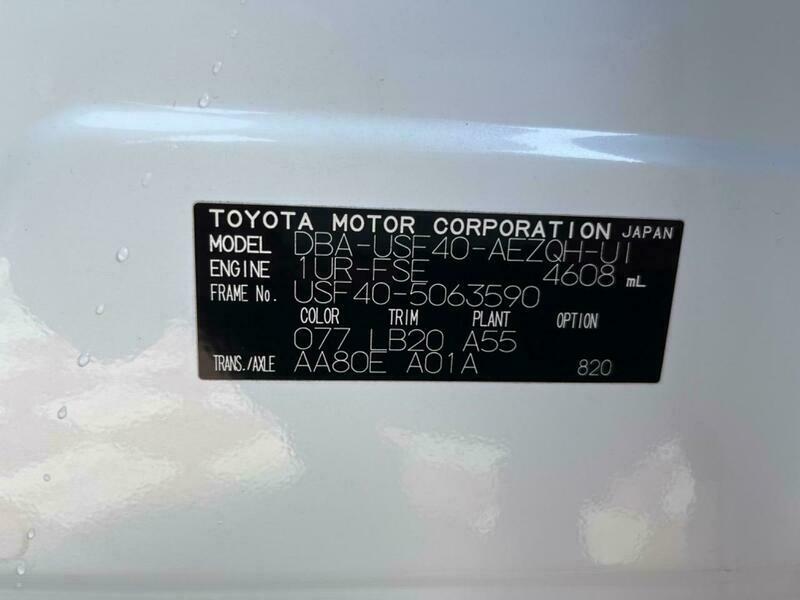 TOYOTA MOTOR CORPORATION JAPAN
MODEL DBA-USF40-AEZQH-UI
ENGINE 1UR-FSE 4608 mL
FRAME No. USF40-5063590
COLOR TRIM PLANT OPTION
077 LB20 A55
TRANS./AXLE AA80E A01A 820